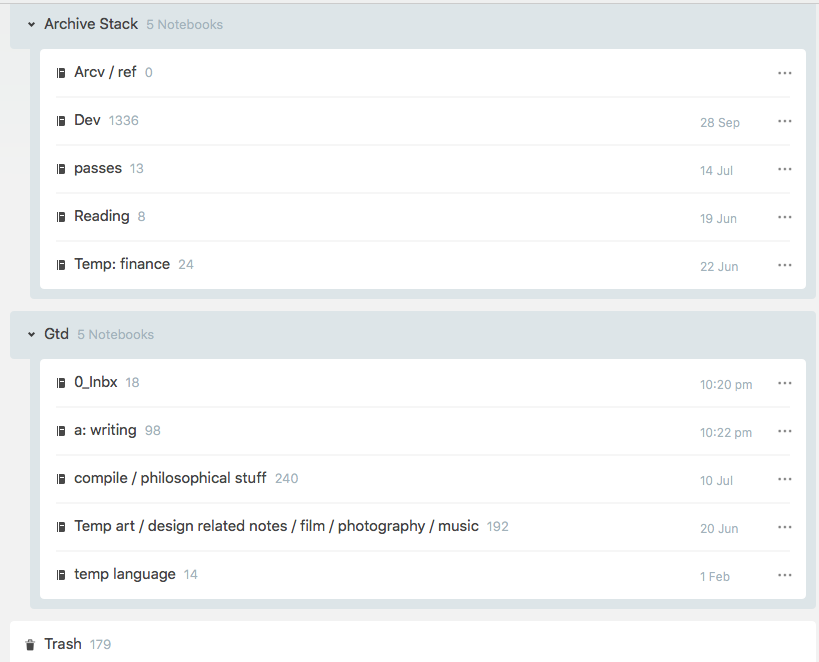 Archive Stack 5 Notebooks
Arcv / ref 0
Dev 1336 28 Sep
passes 13 14 Jul
Reading 8 19 Jun
Temp: finance 24 22 Jun
Gtd 5 Notebooks
0_Inbx 18 10:20 pm
a: writing 98 10:22 pm
compile / philosophical stuff 240 10 Jul
Temp art / design related notes / film / photography / music 192 20 Jun
temp language 14 1 Feb
Trash 179